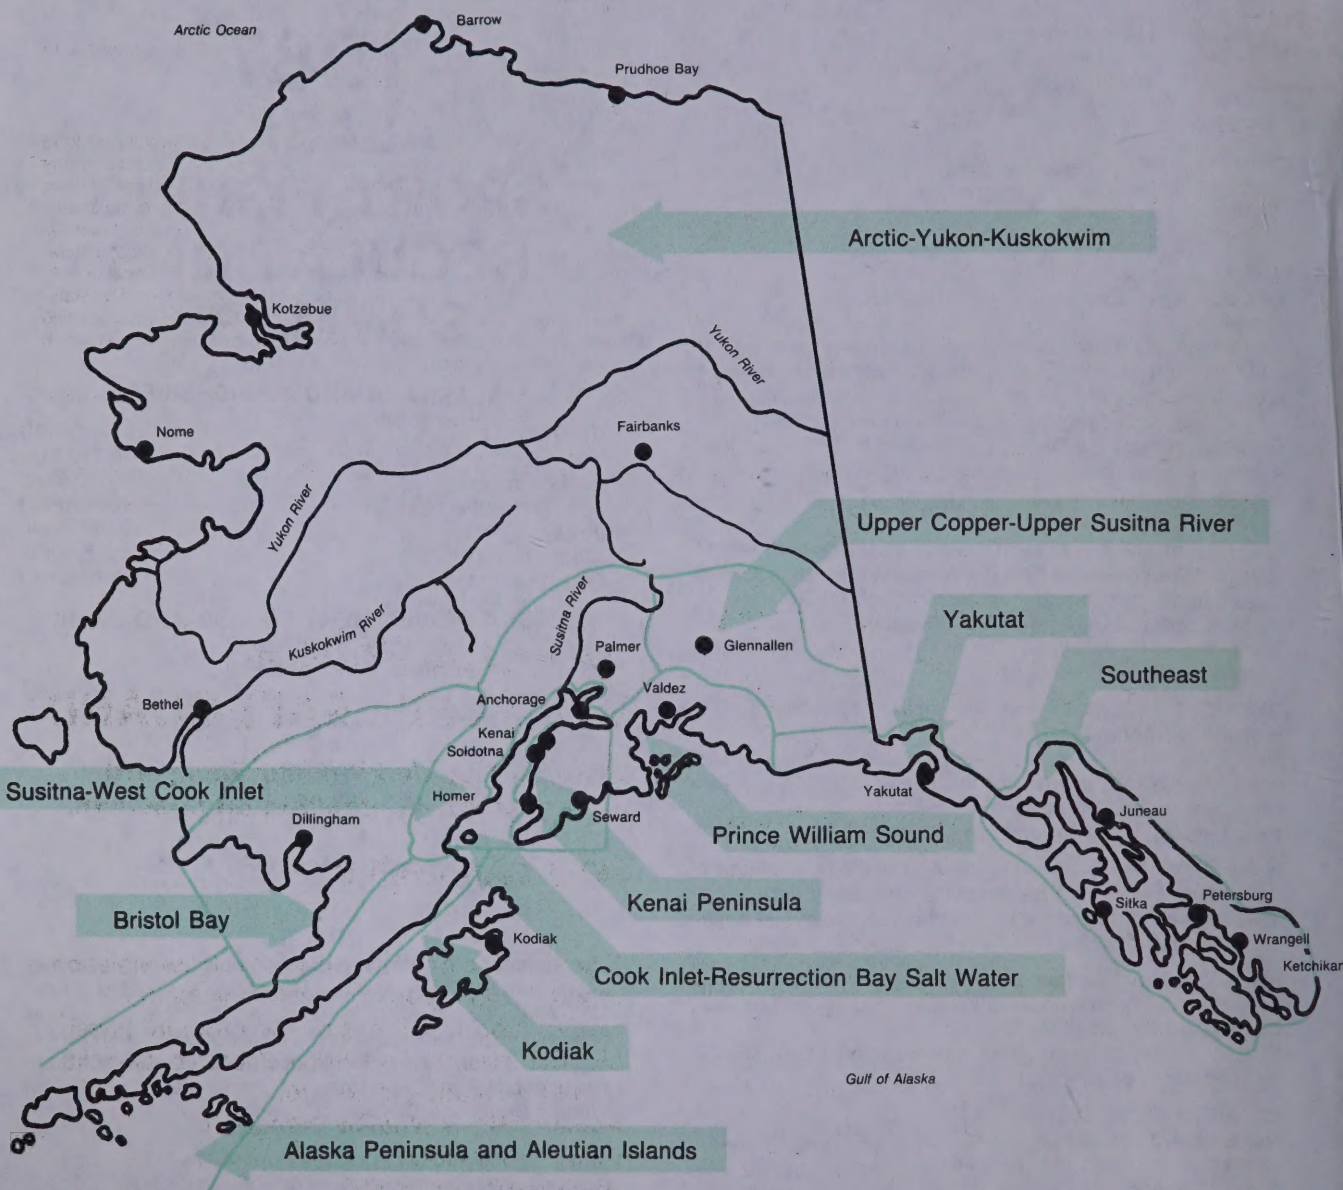 Arctic Ocean
Barrow
Prudhoe Bay
Arctic-Yukon-Kuskokwim
Kotzebue
Yukon River
Nome
Fairbanks
Yukon River
Upper Copper-Upper Susitna River
Susitna River
Yakutat
Kuskokwim River
Palmer
Glennallen
Southeast
Bethel
Anchorage
Valdez
Kenai
Soldotna
Susitna-West Cook Inlet
Homer
Seward
Yakutat
Juneau
Dillingham
Prince William Sound
Bristol Bay
Kenai Peninsula
Sitka
Petersburg
Kodiak
Wrangell
Ketchikan
Cook Inlet-Resurrection Bay Salt Water
Kodiak
Gulf of Alaska
Alaska Peninsula and Aleutian Islands